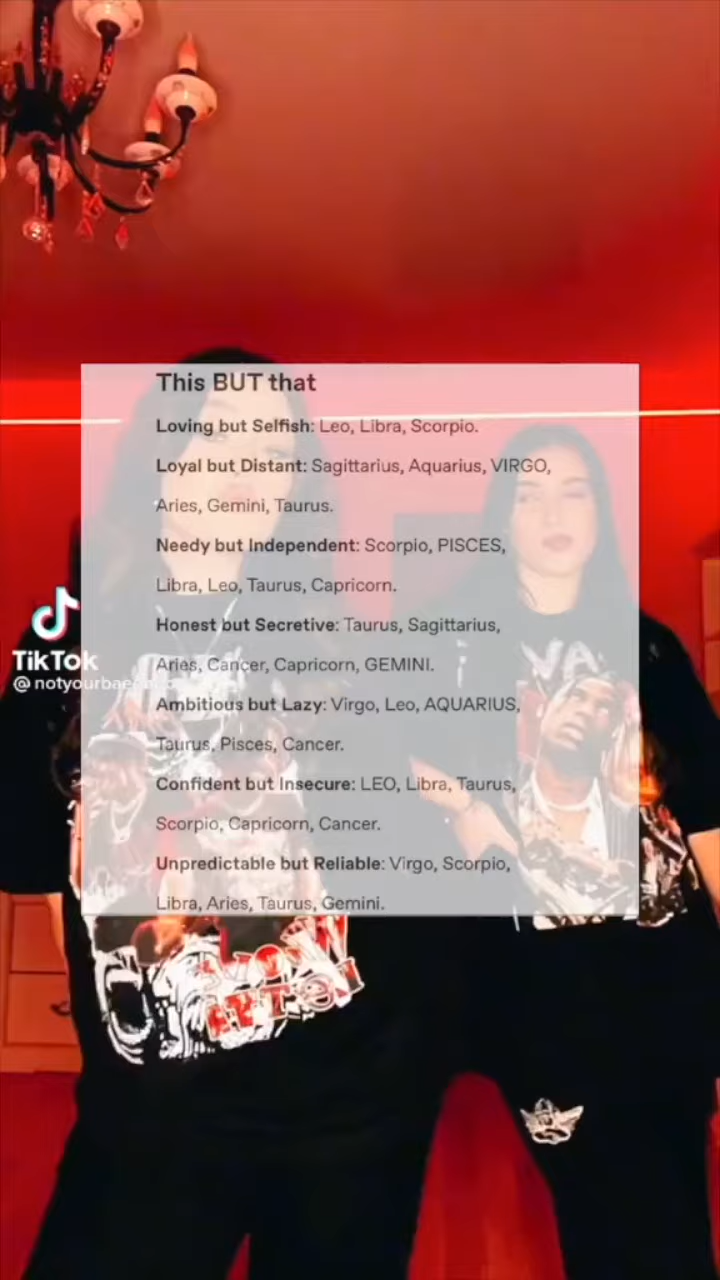 This BUT that
Loving but Selfish: Leo, Libra, Scorpio.
Loyal but Distant: Sagittarius, Aquarius, VIRGO,
Aries, Gemini, Taurus.
Needy but Independent: Scorpio, PISCES,
Libra, Leo, Taurus, Capricorn.
Honest but Secretive: Taurus, Sagittarius,
Aries, Cancer, Capricorn, GEMINI.
Ambitious but Lazy: Virgo, Leo, AQUARIUS,
Taurus, Pisces, Cancer.
Confident but Insecure: LEO, Libra, Taurus,
Scorpio, Capricorn, Cancer.
Unpredictable but Reliable: Virgo, Scorpio,
Libra, Aries, Taurus, Gemini.
TikTok